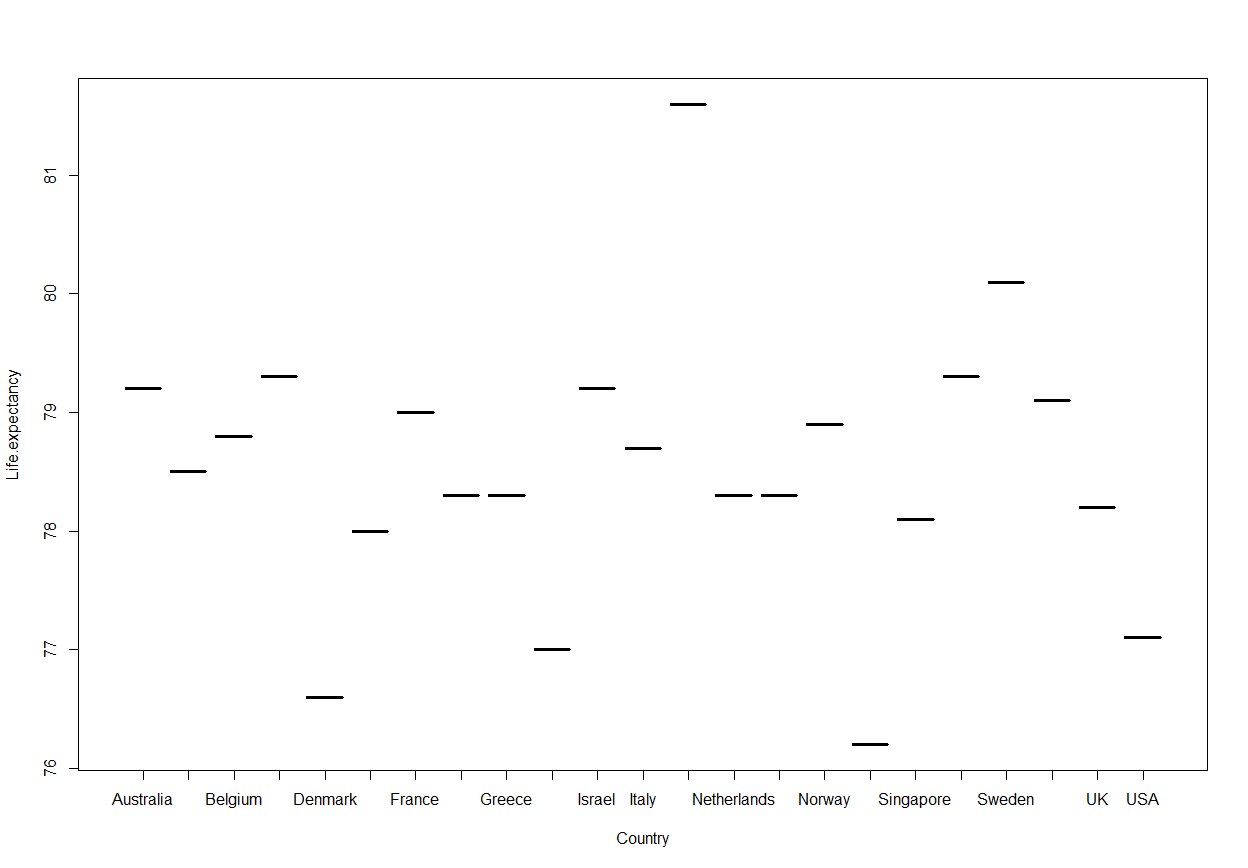 Life.expectancy
81
80
79
78
77
76
Australia Belgium Denmark France Greece Israel Italy Netherlands Norway Singapore Sweden UK USA
Country